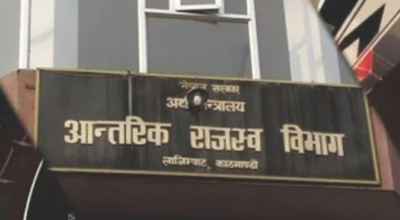 नेपाल सरकार
अर्थ मन्त्रालय
आन्तरिक राजस्व विभाग
लाजिम्पाट, काठमाण्डौ